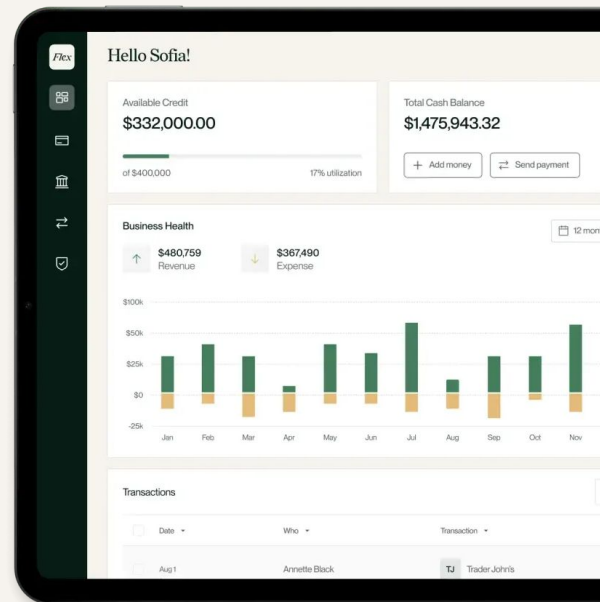 Flex
Hello Sofia!
Available Credit
$332,000.00
of $400,000
17% utilization
Total Cash Balance
$1,475,943.32
+ Add money
Send payment
Business Health
12 mon
$480,759
Revenue
$367,490
Expense
$100k
$50k
$25k
$0
-25k
Jan Feb Mar Apr May Jun Jul Aug Sep Oct Nov
Transactions
Date Who Transaction
Aug 1 Annette Black TJ Trader John's